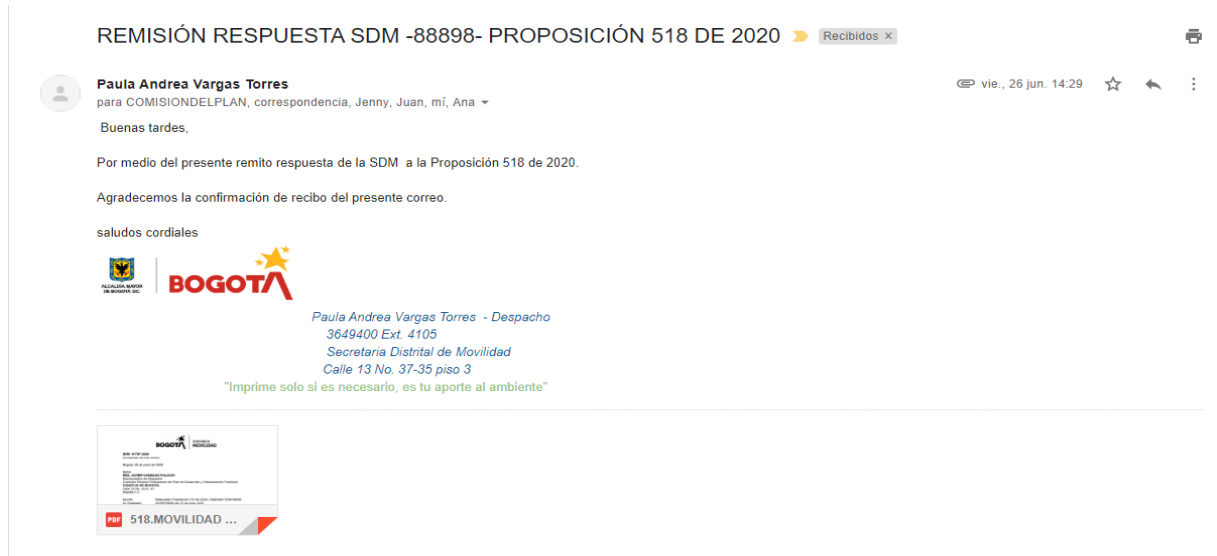 REMISIÓN RESPUESTA SDM -88898- PROPOSICIÓN 518 DE 2020 Recibidos ×
Paula Andrea Vargas Torres vie., 26 jun. 14:29
para COMISIONDELPLAN, correspondencia, Jenny, Juan, mí, Ana
Buenas tardes,
Por medio del presente remito respuesta de la SDM a la Proposición 518 de 2020.
Agradecemos la confirmación de recibo del presente correo.
saludos cordiales
ALCALDÍA MAYOR
DE BOGOTÁ D.C.
BOGOTÁ
Paula Andrea Vargas Torres - Despacho
3649400 Ext. 4105
Secretaria Distrital de Movilidad
Calle 13 No. 37-35 piso 3
"Imprime solo si es necesario, es tu aporte al ambiente"
BOGOTÁ MOVILIDAD
PDF 518.MOVILIDAD ...